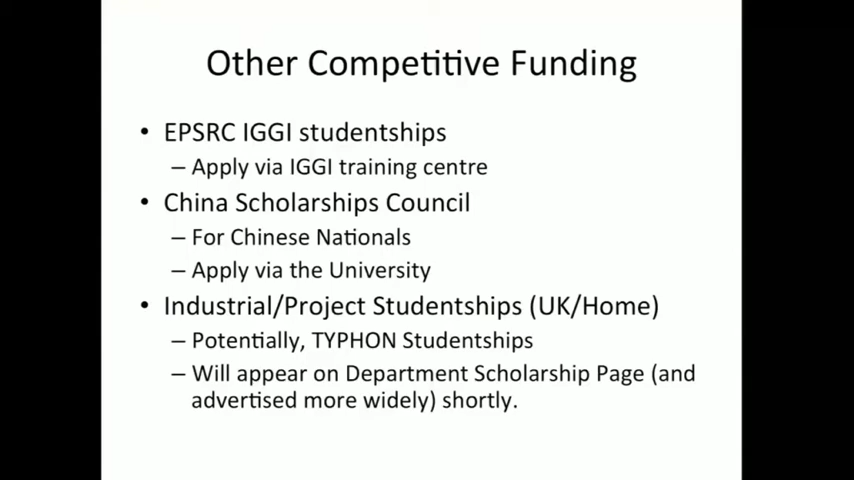 Other Competitive Funding
• EPSRC IGGI studentships
– Apply via IGGI training centre
• China Scholarships Council
– For Chinese Nationals
– Apply via the University
• Industrial/Project Studentships (UK/Home)
– Potentially, TYPHON Studentships
– Will appear on Department Scholarship Page (and
advertised more widely) shortly.